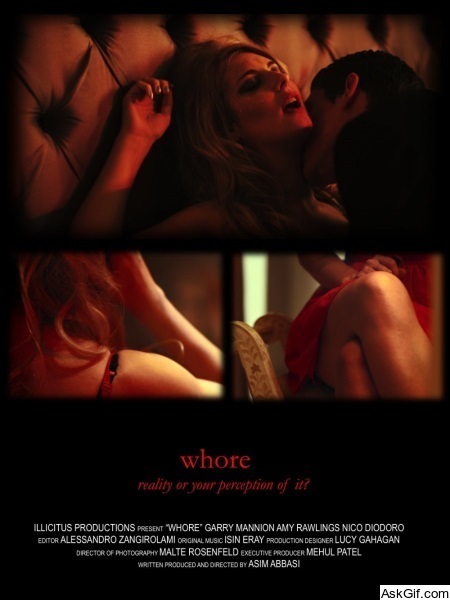 whore
reality or your perception of it?
ILLICITUS PRODUCTIONS PRESENT “WHORE” GARRY MANNION AMY RAWLINGS NICO DIODORO
EDITOR ALESSANDRO ZANGIROLAMI ORIGINAL MUSIC ISIN ERAY PRODUCTION DESIGNER LUCY GAHAGAN
DIRECTOR OF PHOTOGRAPHY MALTE ROSENFELD EXECUTIVE PRODUCER MEHUL PATEL
WRITTEN PRODUCED AND DIRECTED BY ASIM ABBASI
AskGif.com